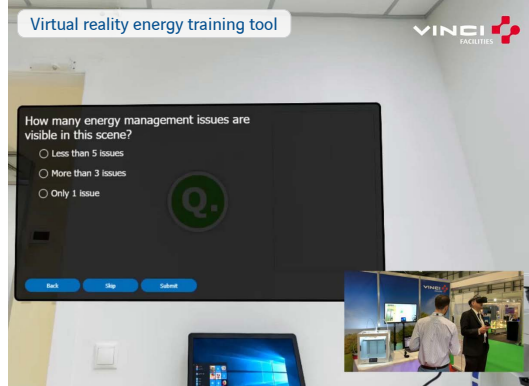 Virtual reality energy training tool
VINCI
FACILITIES
How many energy management issues are
visible in this scene?
Less than 5 issues
More than 3 issues
Only 1 issue
Q.
Back
Skip
Submit
VINCI